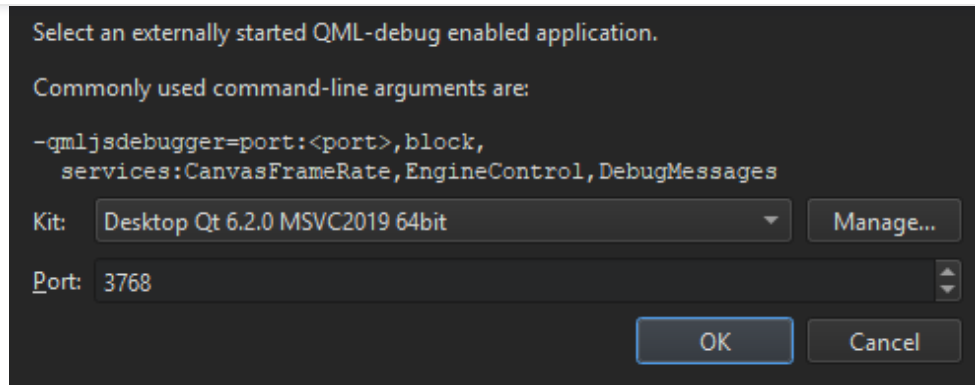 Select an externally started QML-debug enabled application.
Commonly used command-line arguments are:
-qmljsdebugger=port:<port>,block,
services:CanvasFrameRate,EngineControl,DebugMessages
Kit: Desktop Qt 6.2.0 MSVC2019 64bit Manage...
Port: 3768
OK Cancel